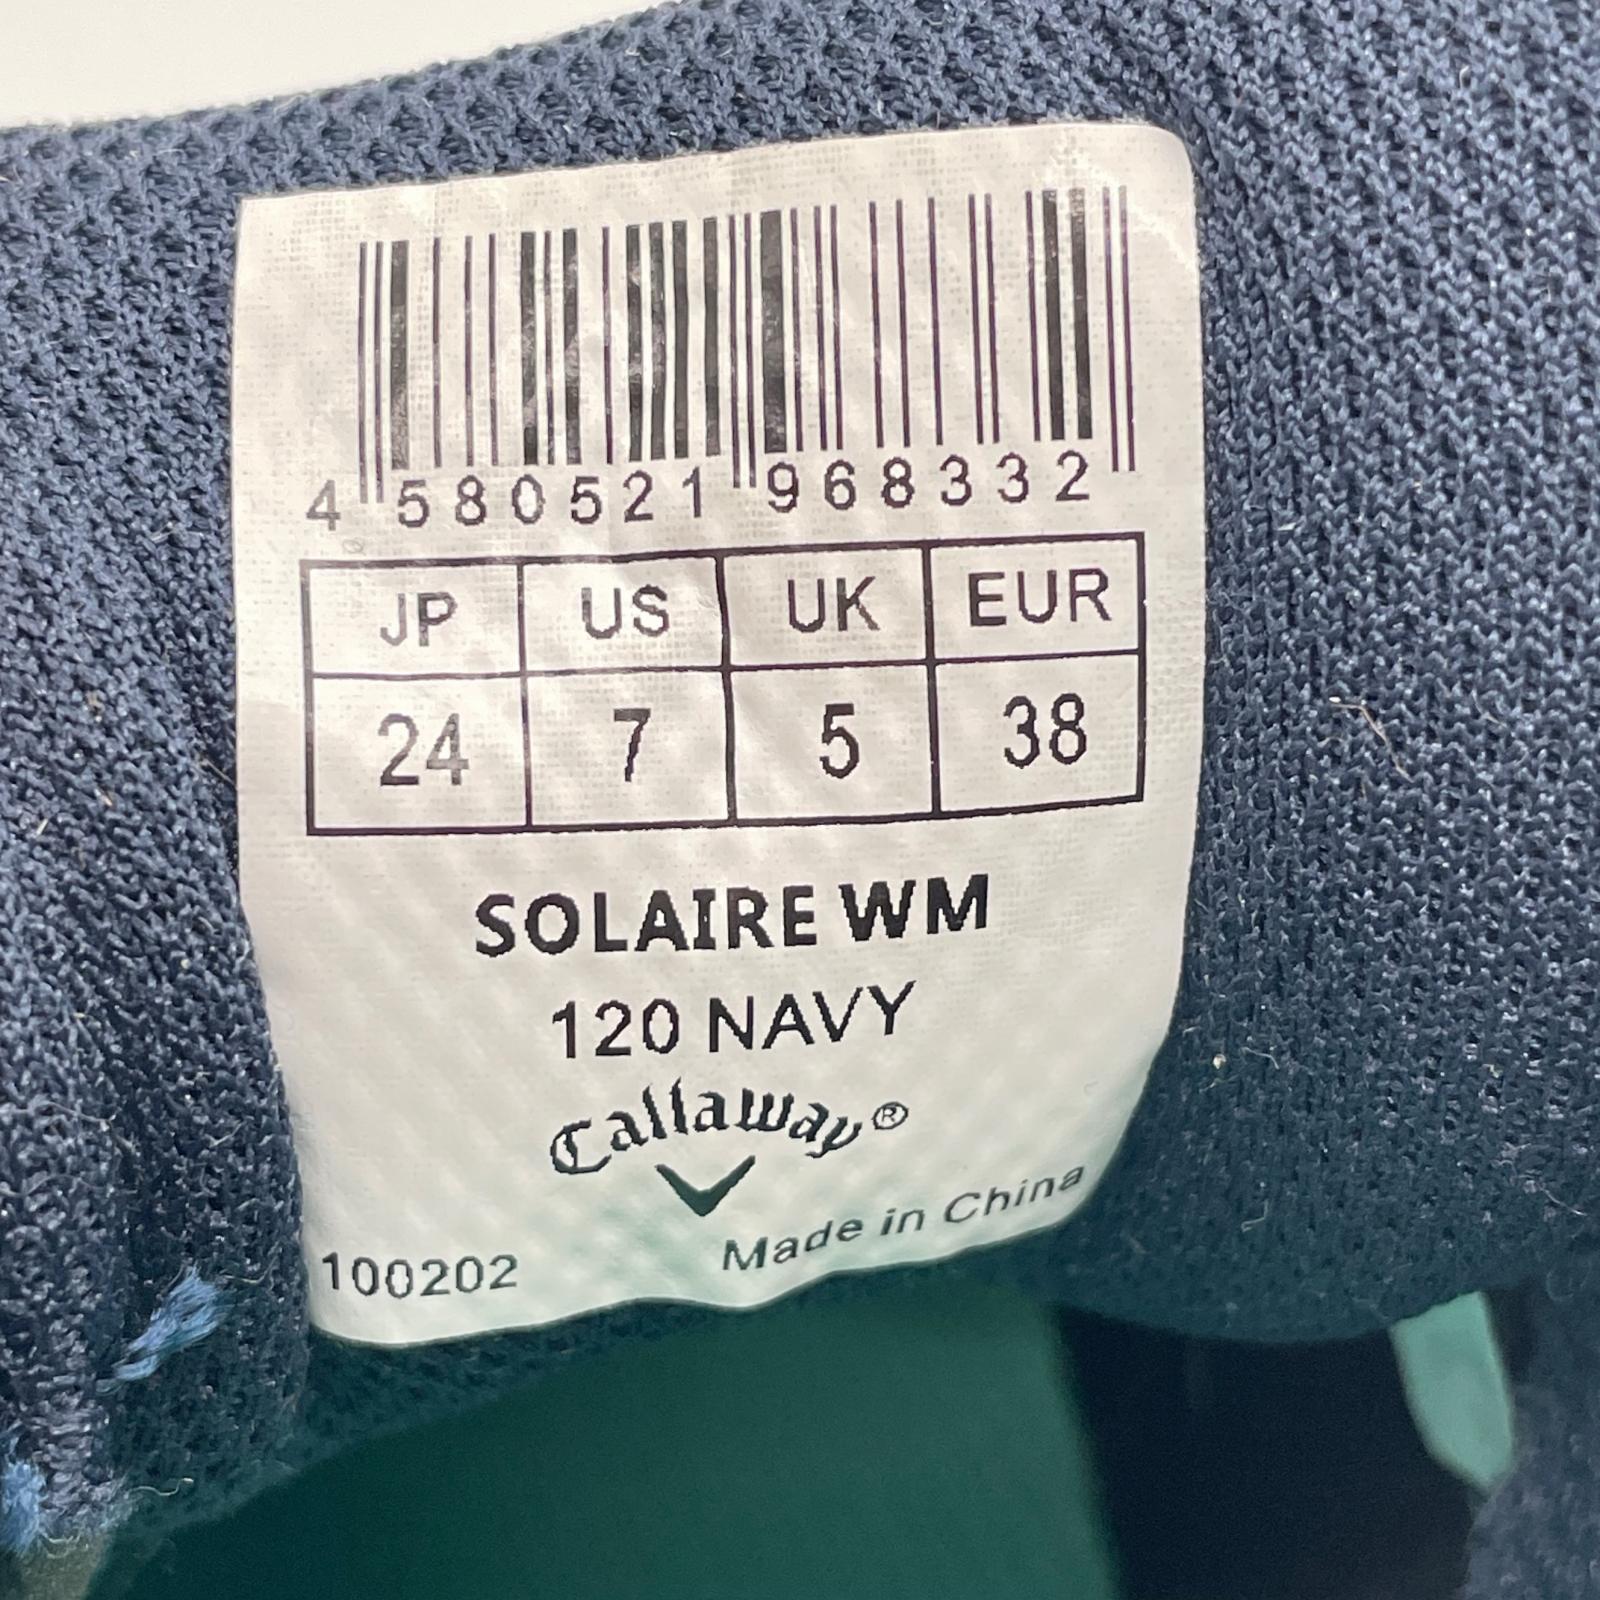 4 580521 968332
JP US UK EUR
24 7 5 38
SOLAIRE WM
120 NAVY
Callaway®
Made in China
100202